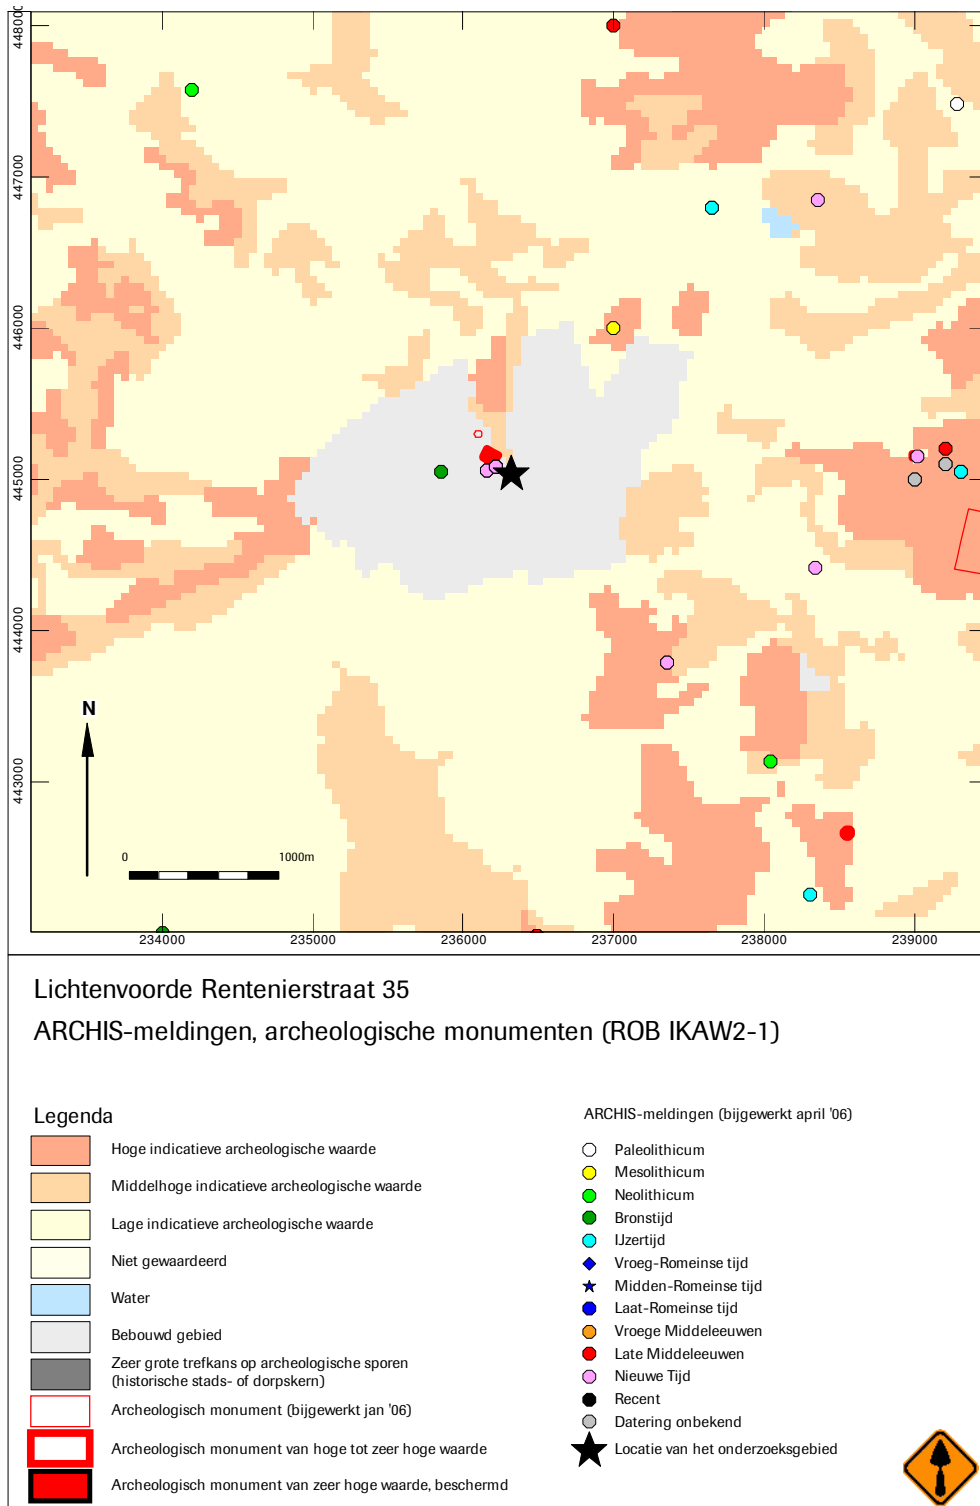 448000
447000
446000
445000
444000
443000
N
0
1000m
234000
235000
236000
237000
238000
239000
Lichtenvoorde Rentenierstraat 35
ARCHIS-meldingen, archeologische monumenten (ROB IKAW2-1)
Legenda
Hoge indicatieve archeologische waarde
Middelhoge indicatieve archeologische waarde
Lage indicatieve archeologische waarde
Niet gewaardeerd
Water
Bebouwd gebied
Zeer grote trefkans op archeologische sporen
(historische stads- of dorpskern)
Archeologisch monument (bijgewerkt jan '06)
Archeologisch monument van hoge tot zeer hoge waarde
Archeologisch monument van zeer hoge waarde, beschermd
ARCHIS-meldingen (bijgewerkt april '06)
Paleolithicum
Mesolithicum
Neolithicum
Bronstijd
IJzertijd
Vroeg-Romeinse tijd
Midden-Romeinse tijd
Laat-Romeinse tijd
Vroege Middeleeuwen
Late Middeleeuwen
Nieuwe Tijd
Recent
Datering onbekend
Locatie van het onderzoeksgebied